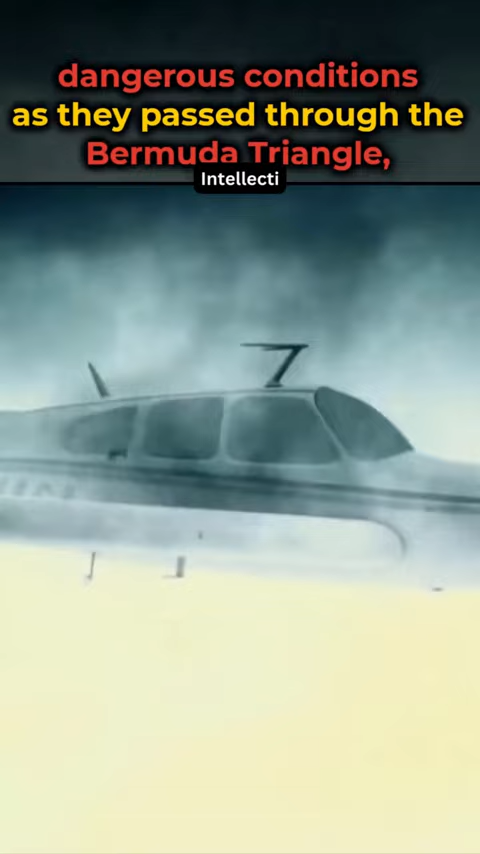 dangerous conditions
as they passed through the
Bermuda Triangle,
Intellecti